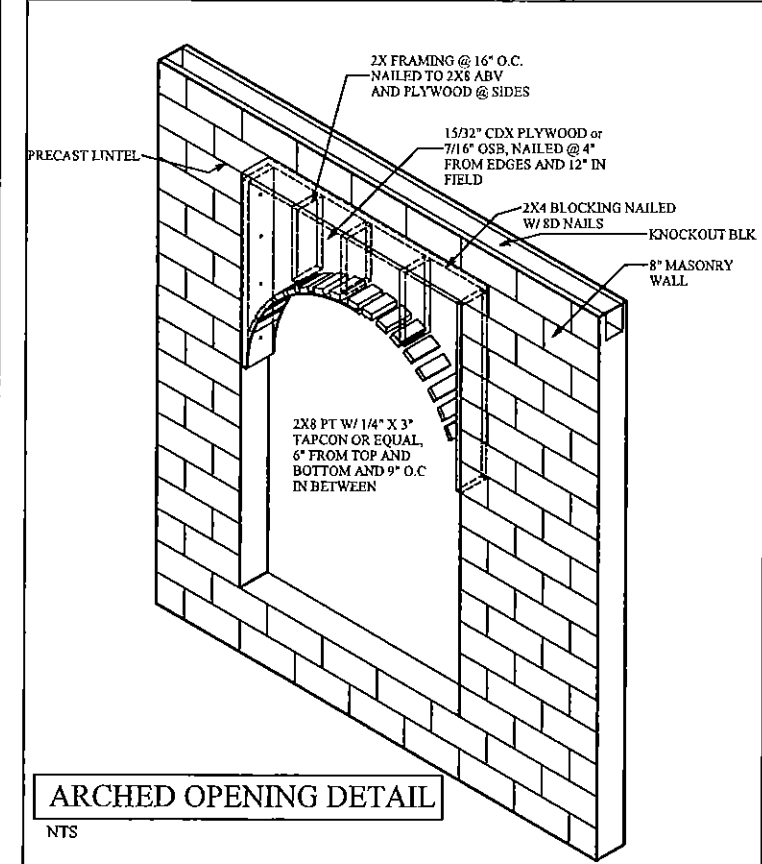 2X FRAMING @ 16" O.C.
NAILED TO 2X8 ABV
AND PLYWOOD @ SIDES
15/32" CDX PLYWOOD or
7/16" OSB, NAILED @ 4"
FROM EDGES AND 12" IN
FIELD
PRECAST LINTEL
2X4 BLOCKING NAILED
W/ 8D NAILS
KNOCKOUT BLK
8" MASONRY
WALL
2X8 PT W/ 1/4" X 3"
TAPCON OR EQUAL,
6" FROM TOP AND
BOTTOM AND 9" O.C
IN BETWEEN
ARCHED OPENING DETAIL
NTS